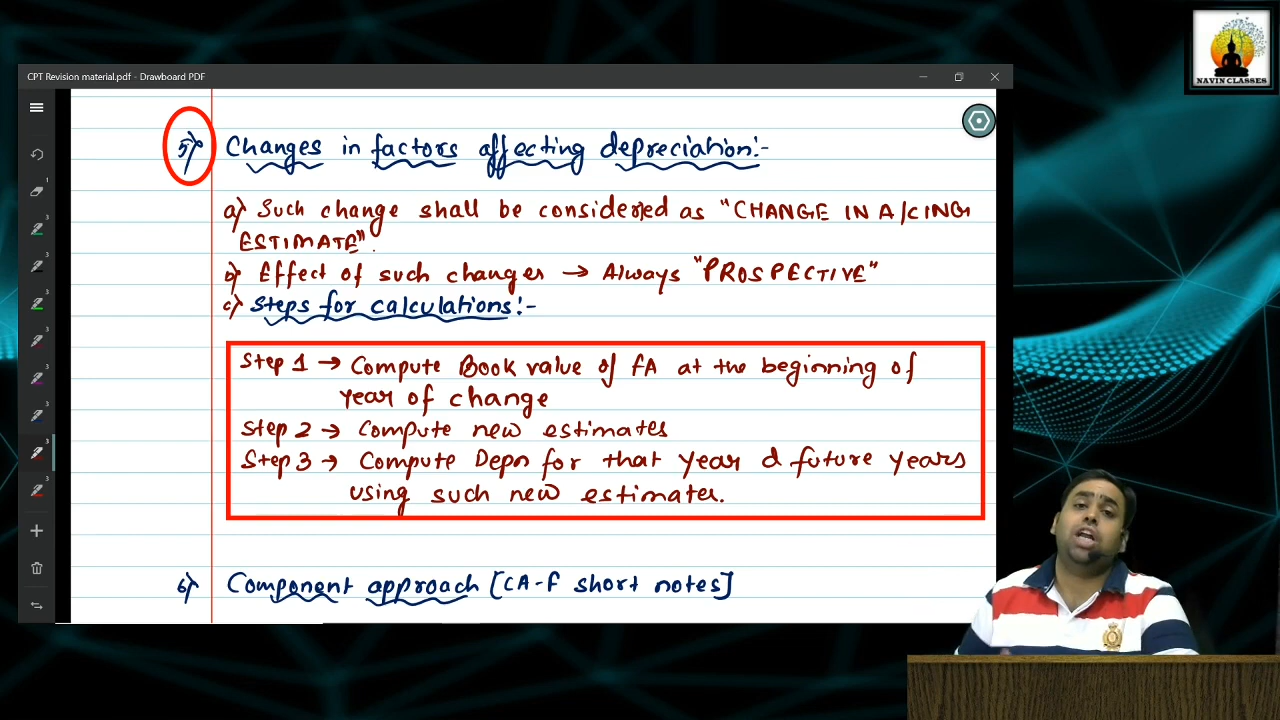 NAVIN CLASSES
CPT Revision material.pdf - Drawboard PDF
5) Changes in factors affecting depreciation:-
a) Such change shall be considered as "CHANGE IN A/CING
ESTIMATE".
b) Effect of such changes → Always "PROSPECTIVE"
c) Steps for calculations:-
Step 1 → Compute Book value of FA at the beginning of
year of change
Step 2 → Compute new estimates
Step 3 → Compute Depn for that year & future years
using such new estimates.
6) Component approach [CA-F short notes]